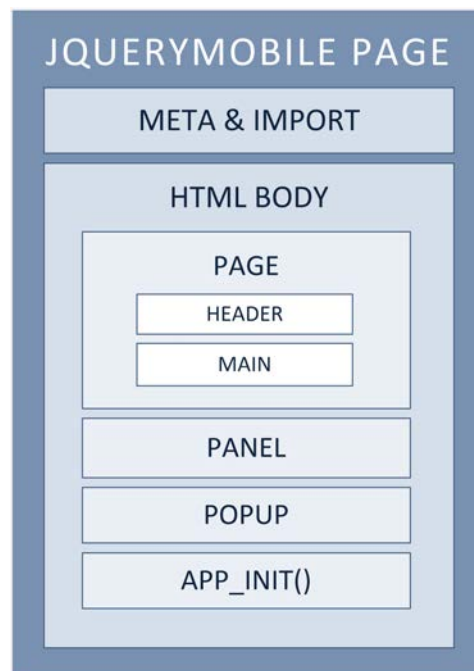 JQUERYMOBILE PAGE
META & IMPORT
HTML BODY
PAGE
HEADER
MAIN
PANEL
POPUP
APP_INIT()